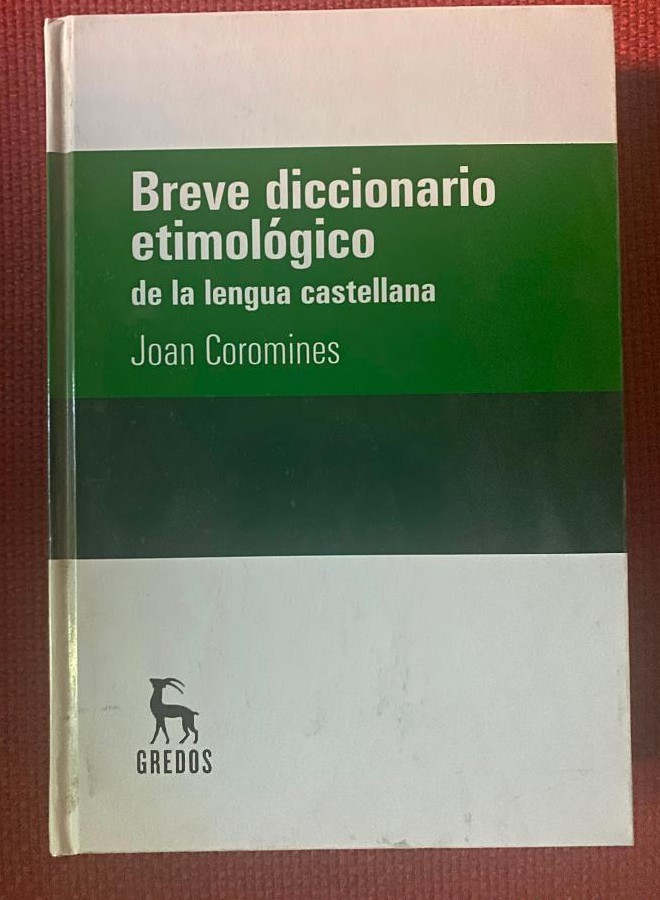 Breve diccionario
etimológico
de la lengua castellana
Joan Coromines
GREDOS